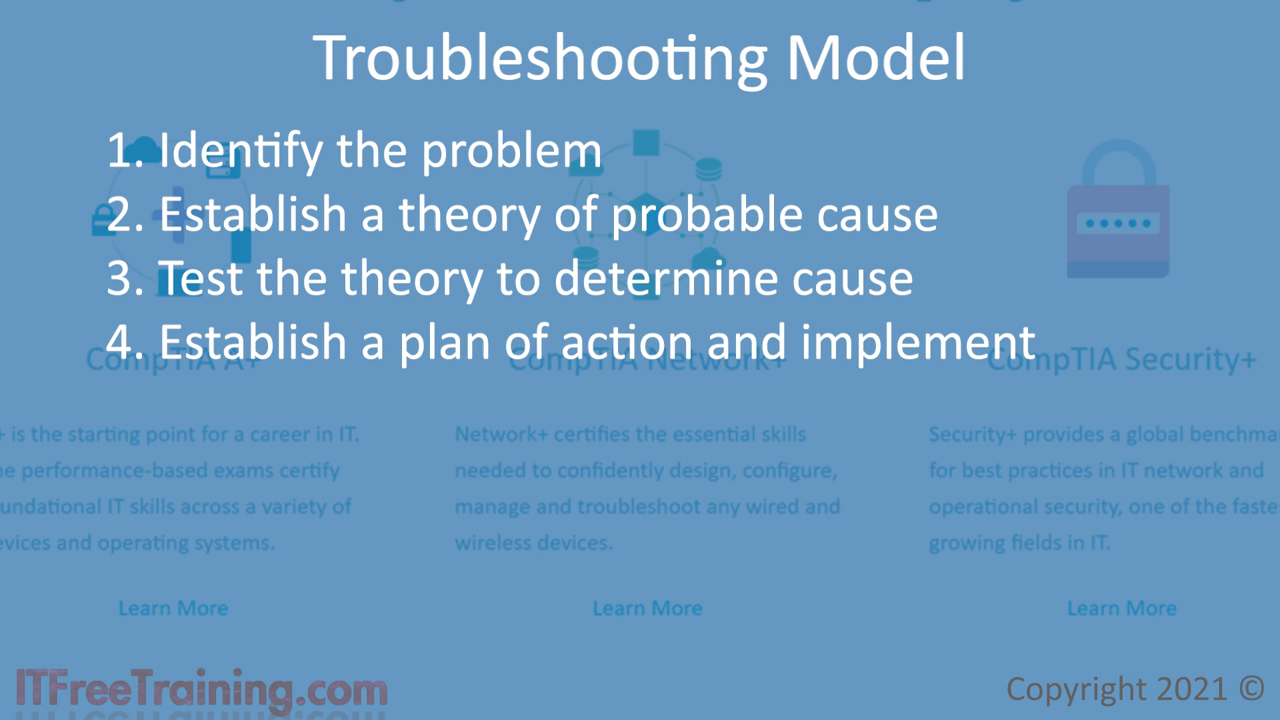 Troubleshooting Model
1. Identify the problem
2. Establish a theory of probable cause
3. Test the theory to determine cause
4. Establish a plan of action and implement
CompTIA A+
CompTIA Network+
CompTIA Security+
+ is the starting point for a career in IT.
performance-based exams certify
IT skills across a variety of
and operating systems.
Learn More
Network+ certifies the essential skills
needed to confidently design, configure,
manage and troubleshoot any wired and
wireless devices.
Learn More
Security+ provides a global
for best practices in IT network and
operational security, one of the
growing fields in IT.
Learn More
ITFreeTraining.com
Copyright 2021 ©